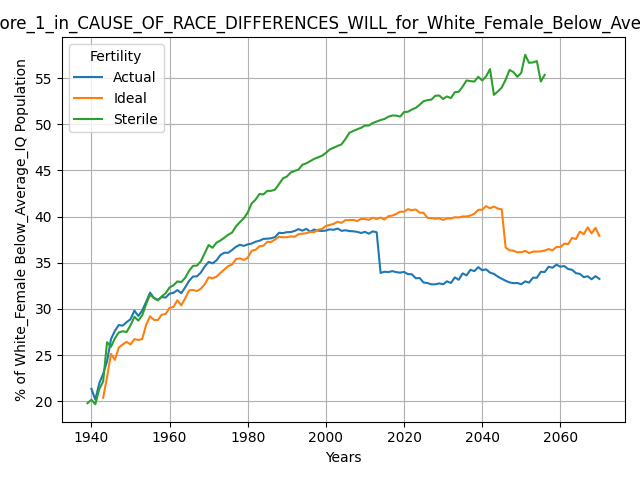 ore_1_in_CAUSE_OF_RACE_DIFFERENCES_WILL_for_White_Female_Below_Ave
% of White_Female Below_Average_IQ Population
55
50
45
40
35
30
25
20
Fertility
Actual
Ideal
Sterile
1940 1960 1980 2000 2020 2040 2060
Years